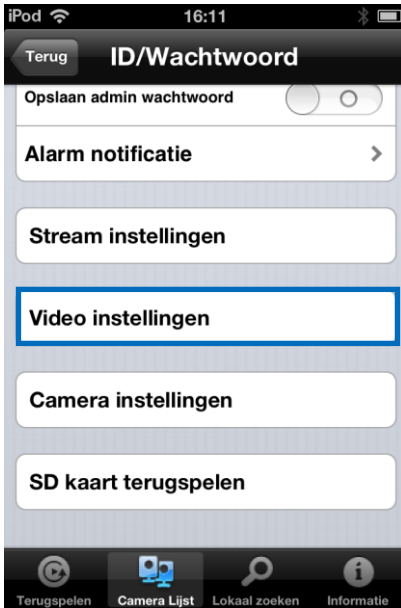 iPod 16:11
Terug ID/Wachtwoord
Opslaan admin wachtwoord
Alarm notificatie
Stream instellingen
Video instellingen
Camera instellingen
SD kaart terugspelen
Terugspelen Camera Lijst Lokaal zoeken Informatie